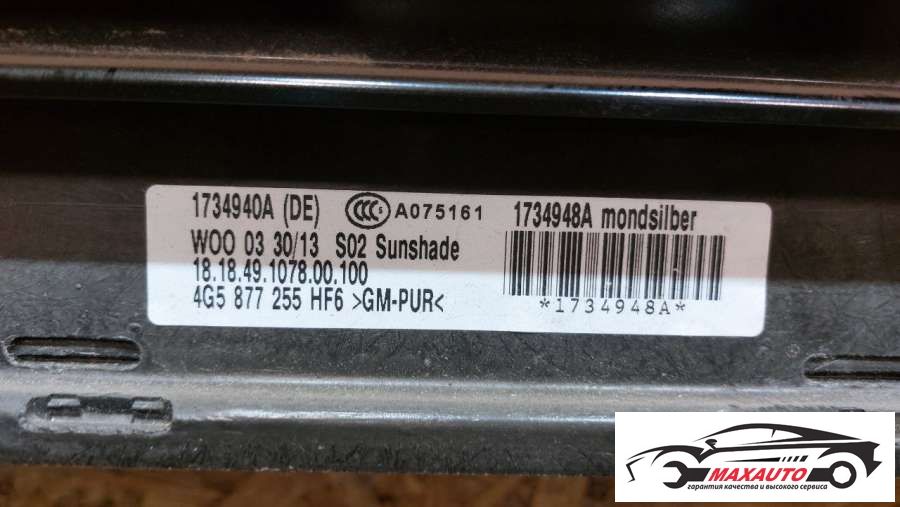 1734940A (DE) CCC S A075161 1734948A mondsilber
WOO 03 30/13 S02 Sunshade
18.18.49.1078.00.100
4G5 877 255 HF6 >GM-PUR< *1734948A*
MAXAUTO
гарантия качества и высокого сервиса